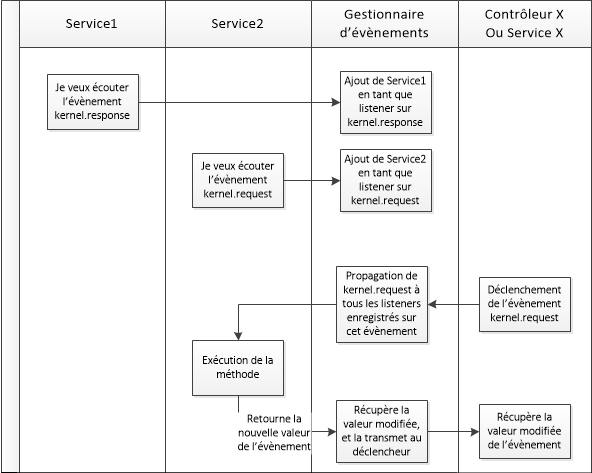 Service1
Service2
Gestionnaire
d'évènements
Contrôleur X
Ou Service X
Je veux écouter
l'évènement
kernel.response
Ajout de Service1
en tant que
listener sur
kernel.response
Je veux écouter
l'évènement
kernel.request
Ajout de Service2
en tant que
listener sur
kernel.request
Propagation de
kernel.request à
tous les listeners
enregistrés sur
cet évènement
Déclenchement
de l'évènement
kernel.request
Exécution de la
méthode
Retourne la
nouvelle valeur
de l'évènement
Récupère la
valeur modifiée,
et la transmet au
déclencheur
Récupère la
valeur modifiée
de l'évènement